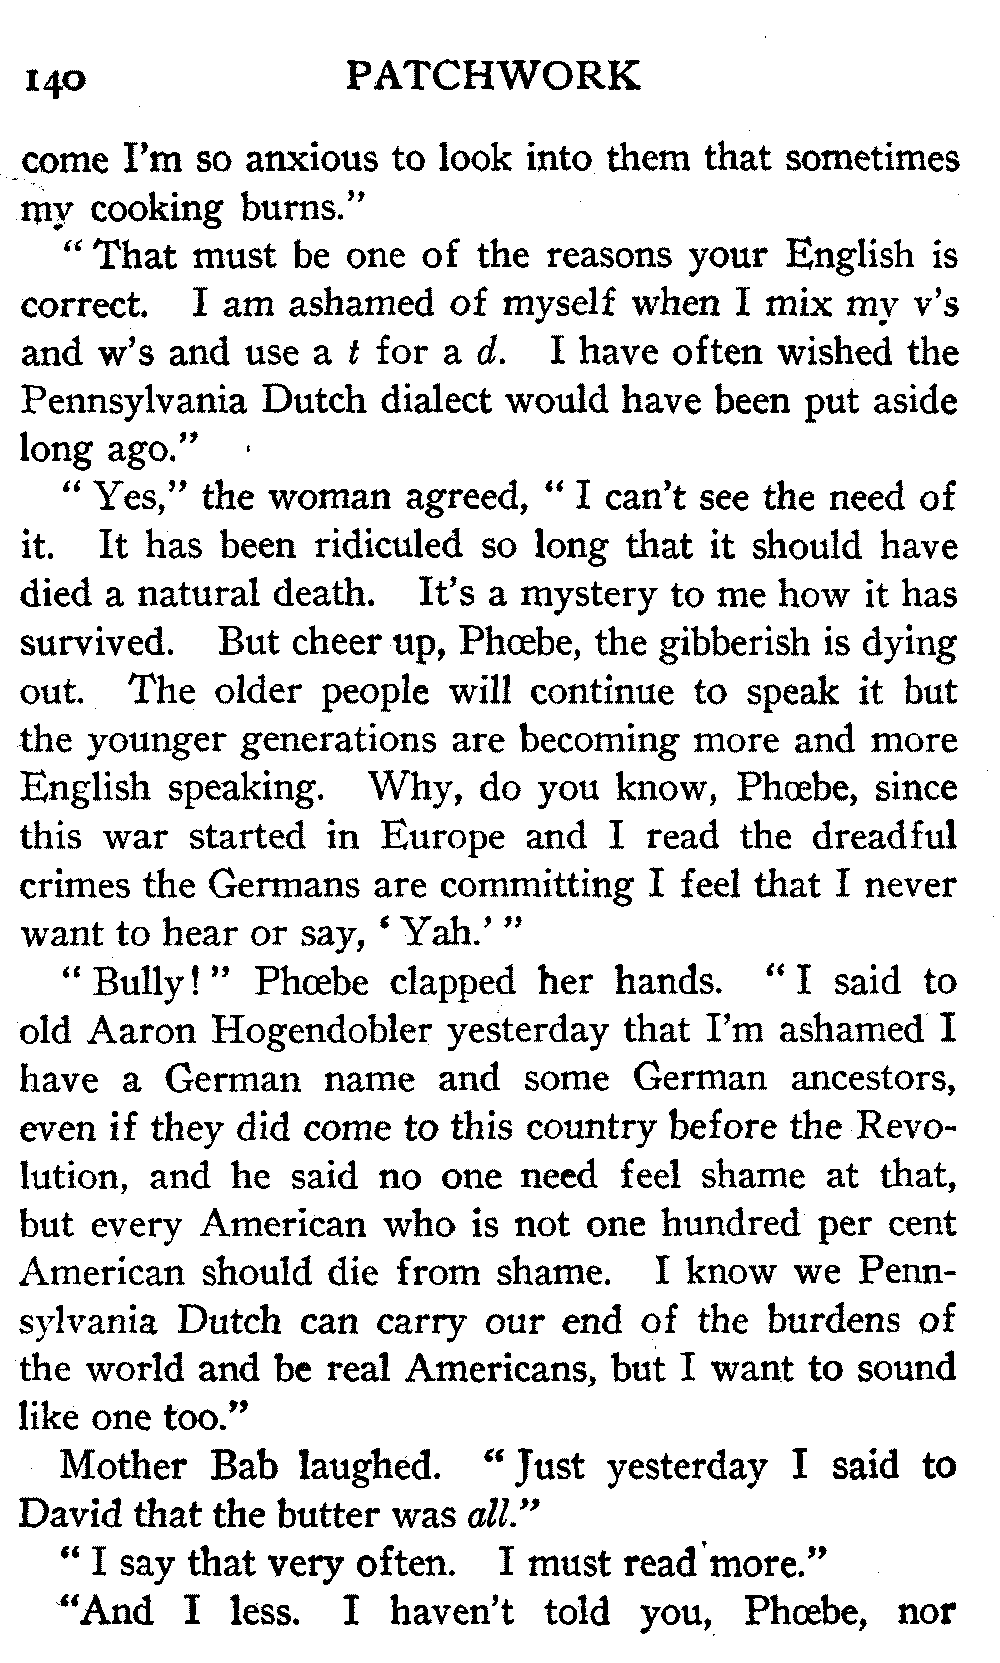 140 PATCHWORK
come I'm so anxious to look into them that sometimes
my cooking burns."
"That must be one of the reasons your English is
correct. I am ashamed of myself when I mix my v's
and w's and use a t for a d. I have often wished the
Pennsylvania Dutch dialect would have been put aside
long ago."
"Yes," the woman agreed, "I can't see the need of
it. It has been ridiculed so long that it should have
died a natural death. It's a mystery to me how it has
survived. But cheer up, Phœbe, the gibberish is dying
out. The older people will continue to speak it but
the younger generations are becoming more and more
English speaking. Why, do you know, Phœbe, since
this war started in Europe and I read the dreadful
crimes the Germans are committing I feel that I never
want to hear or say, 'Yah.'"
"Bully!" Phœbe clapped her hands. "I said to
old Aaron Hogendobler yesterday that I'm ashamed I
have a German name and some German ancestors,
even if they did come to this country before the Revo-
lution, and he said no one need feel shame at that,
but every American who is not one hundred per cent
American should die from shame. I know we Penn-
sylvania Dutch can carry our end of the burdens of
the world and be real Americans, but I want to sound
like one too."
Mother Bab laughed. "Just yesterday I said to
David that the butter was all."
"I say that very often. I must read more."
"And I less. I haven't told you, Phœbe, nor